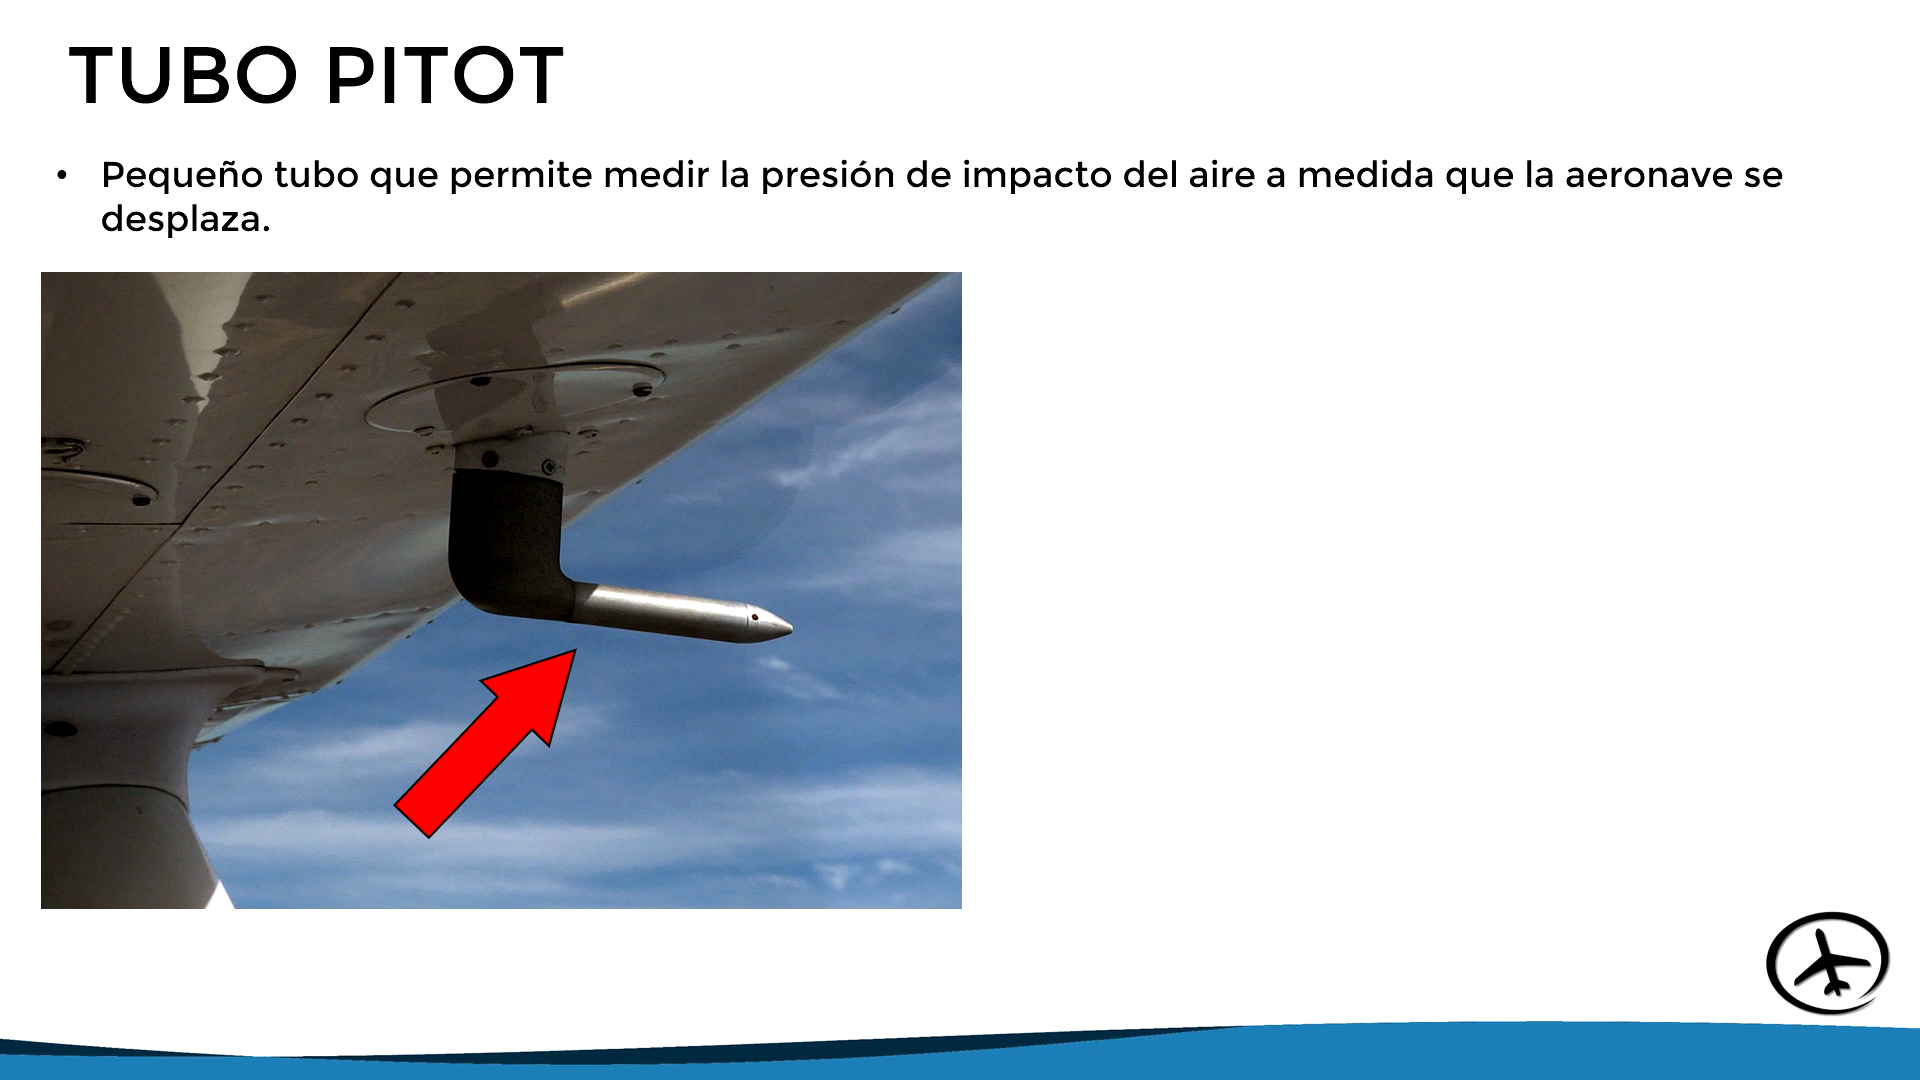 TUBO PITOT
• Pequeño tubo que permite medir la presión de impacto del aire a medida que la aeronave se
desplaza.